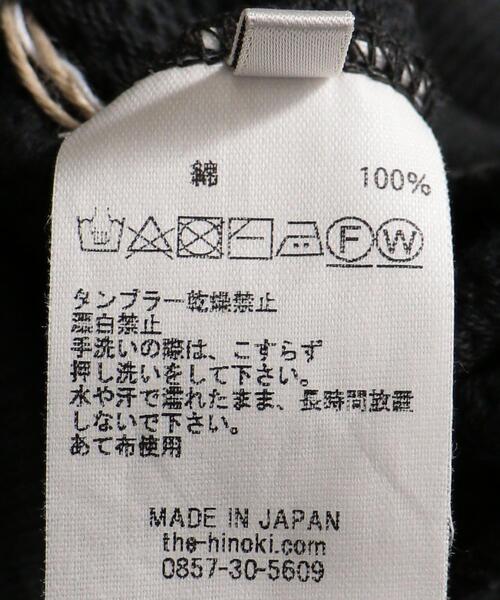 綿 100%
F W
タンブラー乾燥禁止
漂白禁止
手洗いの際は、こすらず
押し洗いをして下さい。
水や汗で濡れたまま、長時間放置
しないで下さい。
あて布使用
MADE IN JAPAN
the-hinoki.com
0857-30-5609